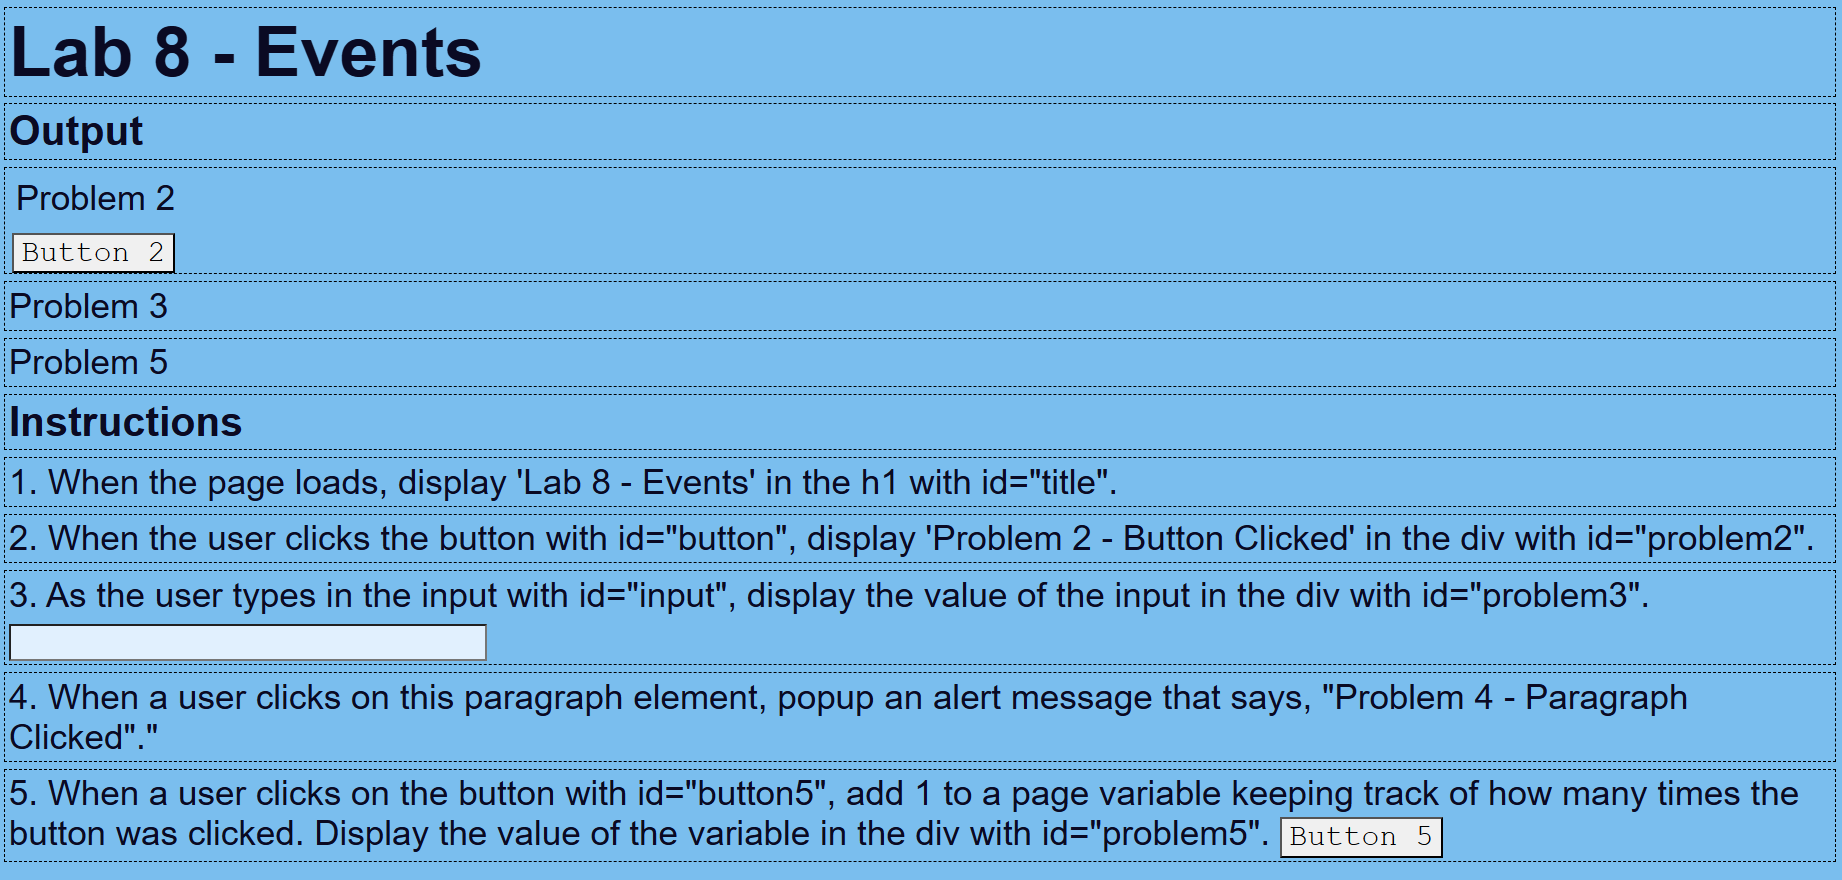 Lab 8 - Events
Output
Problem 2
Button 2
Problem 3
Problem 5
Instructions
1. When the page loads, display 'Lab 8 - Events' in the h1 with id="title".
2. When the user clicks the button with id="button", display 'Problem 2 - Button Clicked' in the div with id="problem2".
3. As the user types in the input with id="input", display the value of the input in the div with id="problem3".
4. When a user clicks on this paragraph element, popup an alert message that says, "Problem 4 - Paragraph
Clicked"."
5. When a user clicks on the button with id="button5", add 1 to a page variable keeping track of how many times the
button was clicked. Display the value of the variable in the div with id="problem5". Button 5